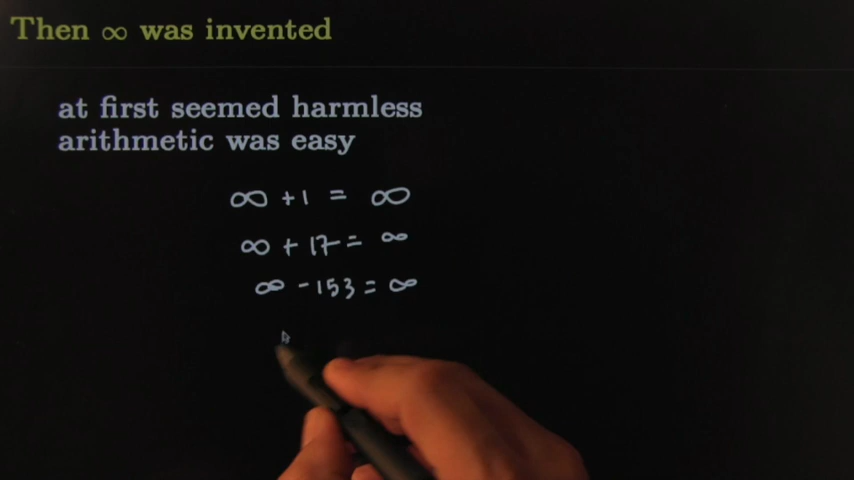 Then ∞ was invented
at first seemed harmless
arithmetic was easy
∞ + 1 = ∞
∞ + 17 = ∞
∞ - 153 = ∞